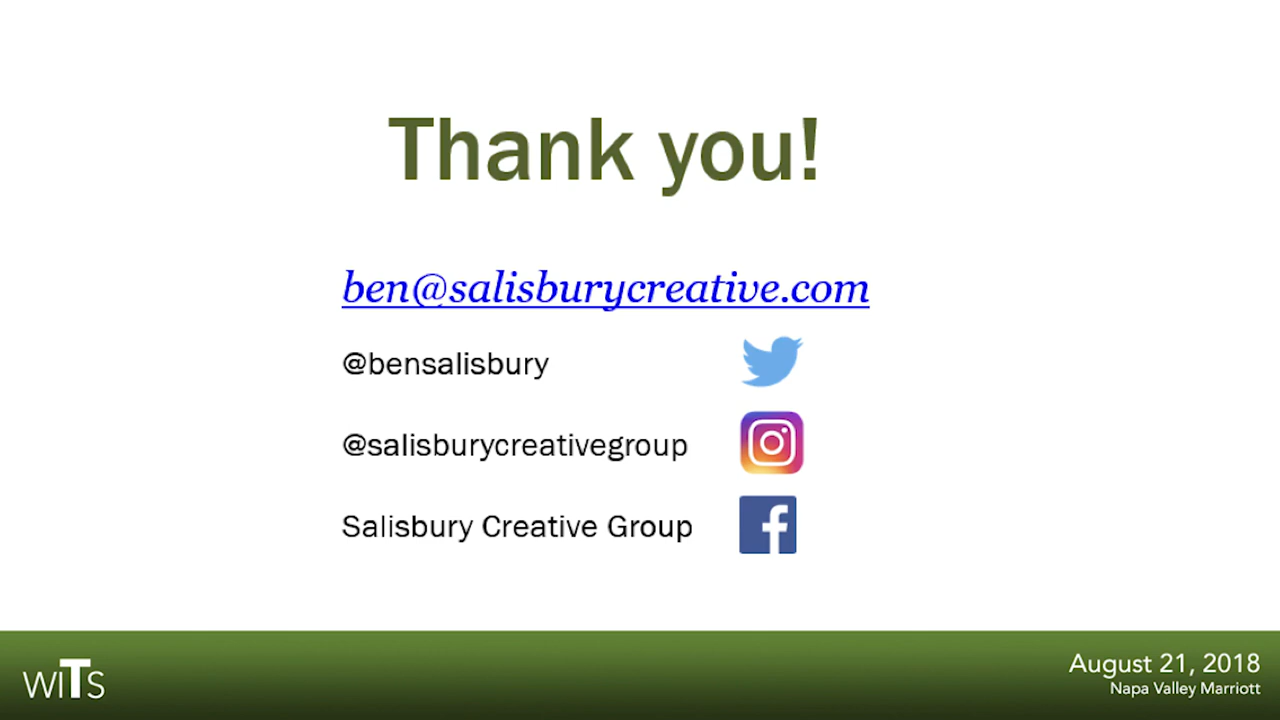 Thank you!
ben@salisburycreative.com
@bensalisbury
@salisburycreativegroup
Salisbury Creative Group
wiTs
August 21, 2018
Napa Valley Marriott